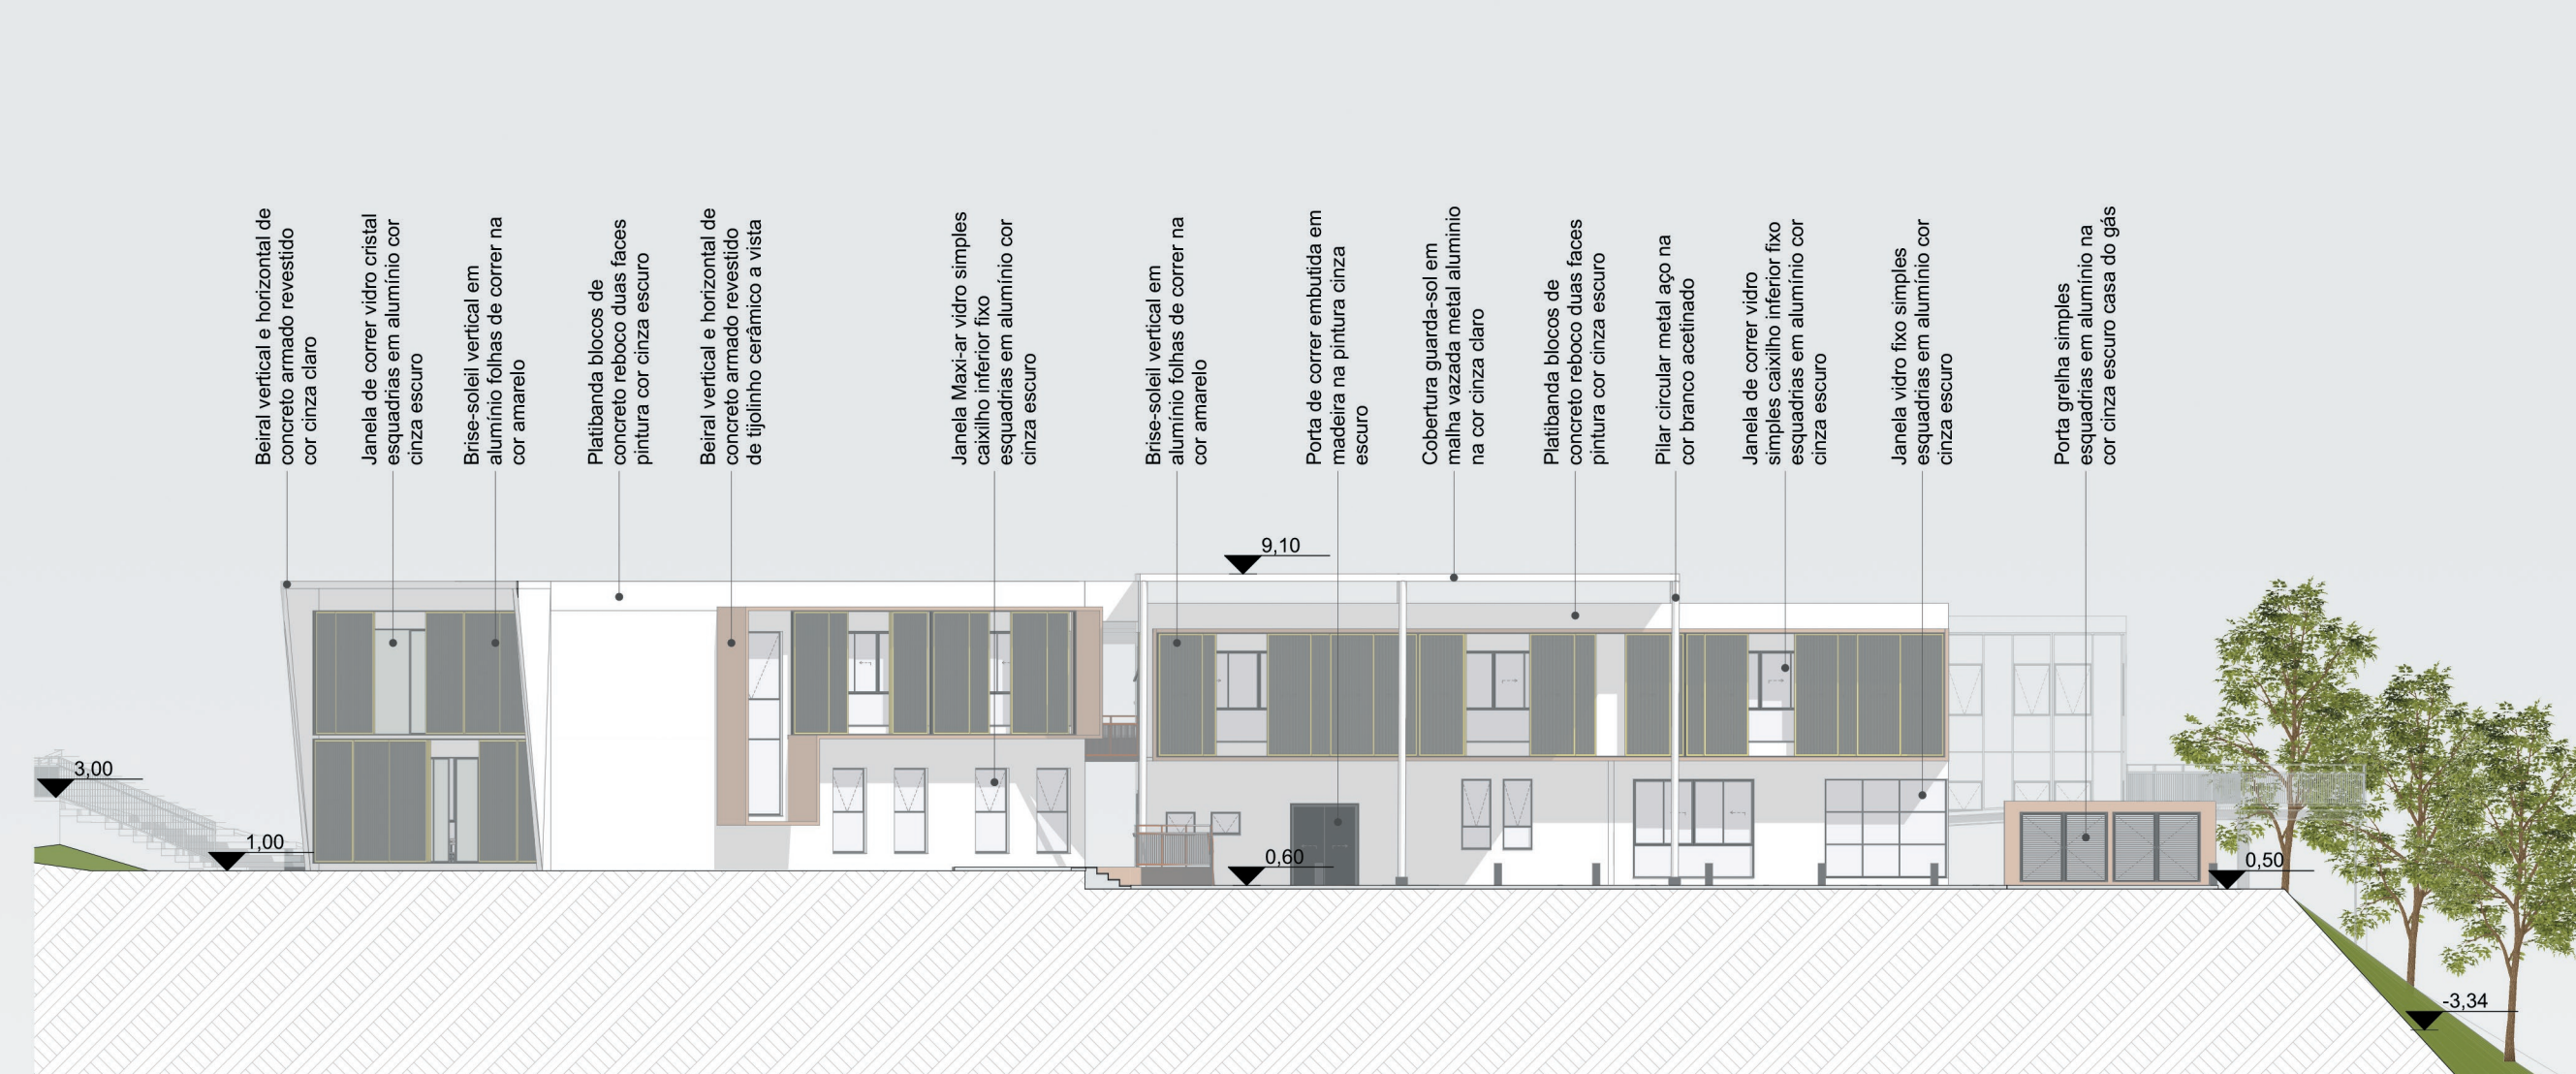 Beiral vertical e horizontal de
concreto armado revestido
cor cinza claro
Janela de correr vidro cristal
esquadrias em alumínio cor
cinza escuro
Brise-soleil vertical em
alumínio folhas de correr na
cor amarelo
Platibanda blocos de
concreto reboco duas faces
pintura cor cinza escuro
Beiral vertical e horizontal de
concreto armado revestido
de tijolinho cerâmico a vista
Janela Maxi-ar vidro simples
caixilho inferior fixo
esquadrias em alumínio cor
cinza escuro
Brise-soleil vertical em
alumínio folhas de correr na
cor amarelo
Porta de correr embutida em
madeira na pintura cinza
escuro
Cobertura guarda-sol em
malha vazada metal aluminio
na cor cinza claro
Platibanda blocos de
concreto reboco duas faces
pintura cor cinza escuro
Pilar circular metal aço na
cor branco acetinado
Janela de correr vidro
simples caixilho inferior fixo
esquadrias em alumínio cor
cinza escuro
Janela vidro fixo simples
esquadrias em alumínio cor
cinza escuro
Porta grelha simples
esquadrias em alumínio na
cor cinza escuro casa do gás
9,10
3,00
1,00
0,60
0,50
-3,34